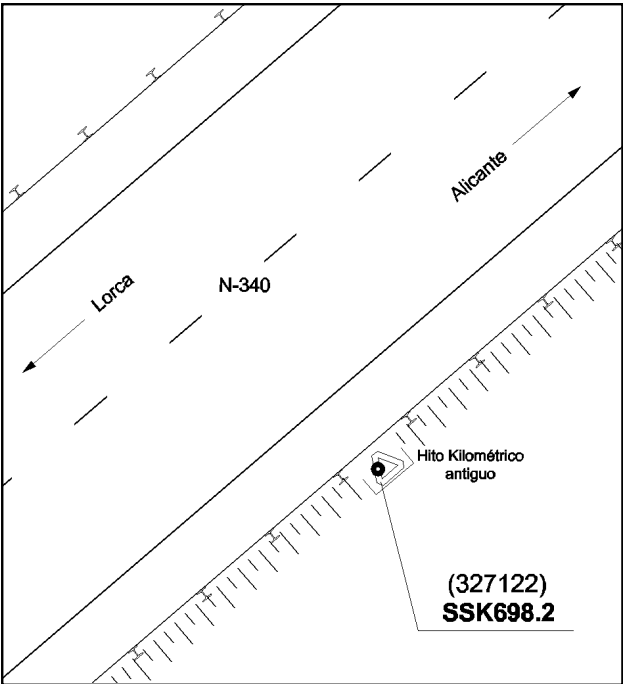 Alicante
Lorca
N-340
Hito Kilométrico
antiguo
(327122)
SSK698.2